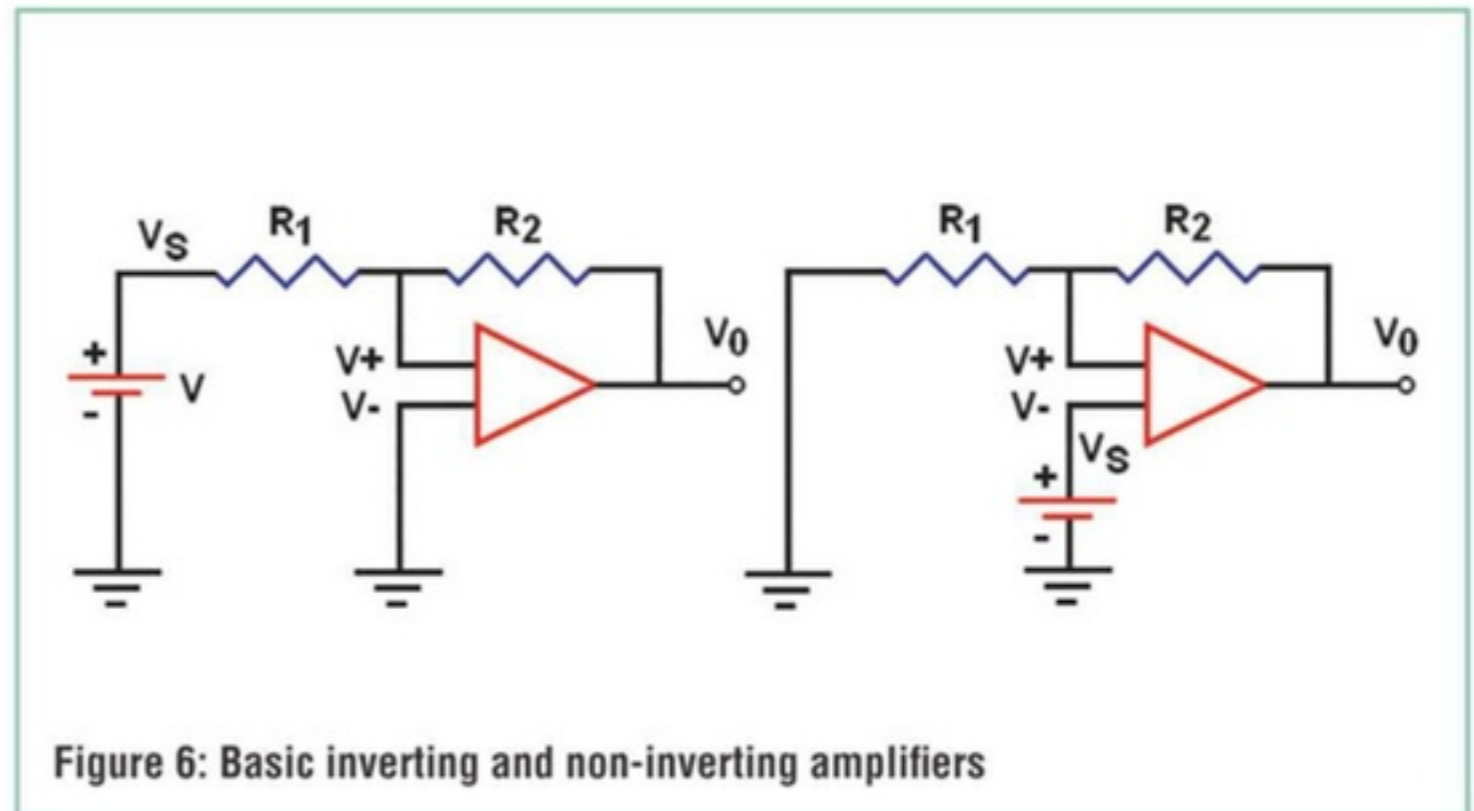 VS
R1
R2
+
V
-
V+
V-
V0
R1
R2
V+
V-
VS
+
-
V0
Figure 6: Basic inverting and non-inverting amplifiers